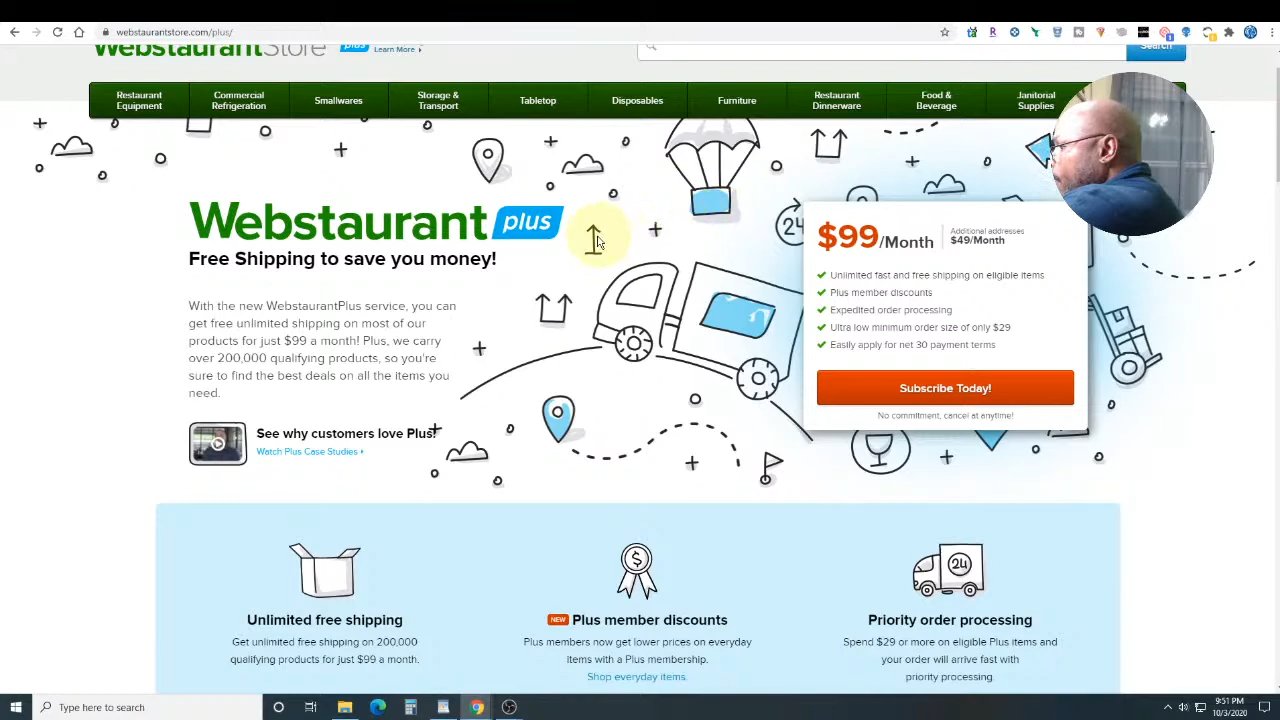 webstaurantstore.com/plus/
WebstaurantStore plus Learn More
Search
Restaurant Equipment
Commercial Refrigeration
Smallwares
Storage & Transport
Tabletop
Disposables
Furniture
Restaurant Dinnerware
Food & Beverage
Janitorial Supplies
Webstaurant plus
Free Shipping to save you money!
With the new WebstaurantPlus service, you can
get free unlimited shipping on most of our
products for just $99 a month! Plus, we carry
over 200,000 qualifying products, so you're
sure to find the best deals on all the items you
need.
See why customers love Plus!
Watch Plus Case Studies
24
$99/Month
Additional addresses
$49/Month
Unlimited fast and free shipping on eligible items
Plus member discounts
Expedited order processing
Ultra low minimum order size of only $29
Easily apply for net 30 payment terms
Subscribe Today!
No commitment, cancel at anytime!
Unlimited free shipping
Get unlimited free shipping on 200,000
qualifying products for just $99 a month.
$
NEW Plus member discounts
Plus members now get lower prices on everyday
items with a Plus membership.
Shop everyday items.
24
Priority order processing
Spend $29 or more on eligible Plus items and
your order will arrive fast with
priority processing.
Type here to search
9:51 PM
10/3/2020